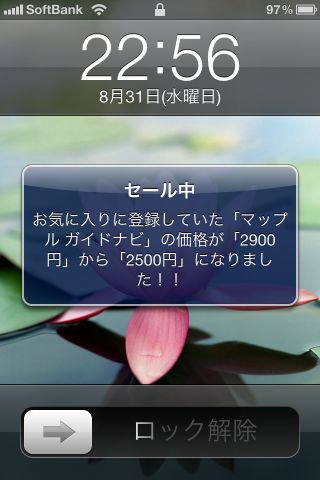 SoftBank 97%
22:56
8月31日(水曜日)
セール中
お気に入りに登録していた「マップ
ル ガイドナビ」の価格が「2900
円」から「2500円」になりまし
た！！
ロック解除